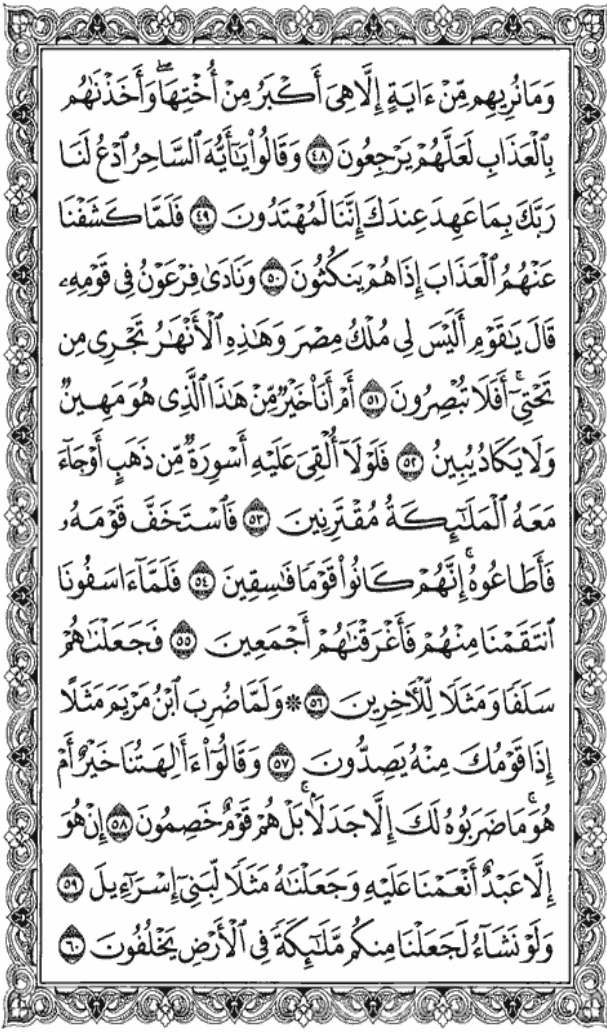 وَمَا نُرِيهِم مِّنْ ءَايَةٍ إِلَّا هِىَ أَكْبَرُ مِنْ أُخْتِهَا ۖ وَأَخَذْنَٰهُم
بِٱلْعَذَابِ لَعَلَّهُمْ يَرْجِعُونَ ٤٨ وَقَالُوا۟ يَٰٓأَيُّهَ ٱلسَّاحِرُ ٱدْعُ لَنَا
رَبَّكَ بِمَا عَهِدَ عِندَكَ إِنَّنَا لَمُهْتَدُونَ ٤٩ فَلَمَّا كَشَفْنَا
عَنْهُمُ ٱلْعَذَابَ إِذَا هُمْ يَنكُثُونَ ٥٠ وَنَادَىٰ فِرْعَوْنُ فِى قَوْمِهِۦ
قَالَ يَٰقَوْمِ أَلَيْسَ لِى مُلْكُ مِصْرَ وَهَٰذِهِ ٱلْأَنْهَٰرُ تَجْرِى مِن
تَحْتِىٓ ۖ أَفَلَا تُبْصِرُونَ ٥١ أَمْ أَنَا۠ خَيْرٌ مِّنْ هَٰذَا ٱلَّذِى هُوَ مَهِينٌ
وَلَا يَكَادُ يُبِينُ ٥٢ فَلَوْلَآ أُلْقِىَ عَلَيْهِ أَسْوِرَةٌ مِّن ذَهَبٍ أَوْ جَآءَ
مَعَهُ ٱلْمَلَٰٓئِكَةُ مُقْتَرِنِينَ ٥٣ فَٱسْتَخَفَّ قَوْمَهُۥ
فَأَطَاعُوهُ ۚ إِنَّهُمْ كَانُوا۟ قَوْمًا فَٰسِقِينَ ٥٤ فَلَمَّآ ءَاسَفُونَا
ٱنتَقَمْنَا مِنْهُمْ فَأَغْرَقْنَٰهُمْ أَجْمَعِينَ ٥٥ فَجَعَلْنَٰهُمْ
سَلَفًا وَمَثَلًا لِّلْـَٔاخِرِينَ ٥٦ ۞ وَلَمَّا ضُرِبَ ٱبْنُ مَرْيَمَ مَثَلًا
إِذَا قَوْمُكَ مِنْهُ يَصِدُّونَ ٥٧ وَقَالُوٓا۟ ءَأَٰلِهَتُنَا خَيْرٌ أَمْ
هُوَ ۚ مَا ضَرَبُوهُ لَكَ إِلَّا جَدَلًۢا ۚ بَلْ هُمْ قَوْمٌ خَصِمُونَ ٥٨ إِنْ هُوَ
إِلَّا عَبْدٌ أَنْعَمْنَا عَلَيْهِ وَجَعَلْنَٰهُ مَثَلًا لِّبَنِىٓ إِسْرَٰٓءِيلَ ٥٩
وَلَوْ نَشَآءُ لَجَعَلْنَا مِنكُم مَّلَٰٓئِكَةً فِى ٱلْأَرْضِ يَخْلُفُونَ ٦٠